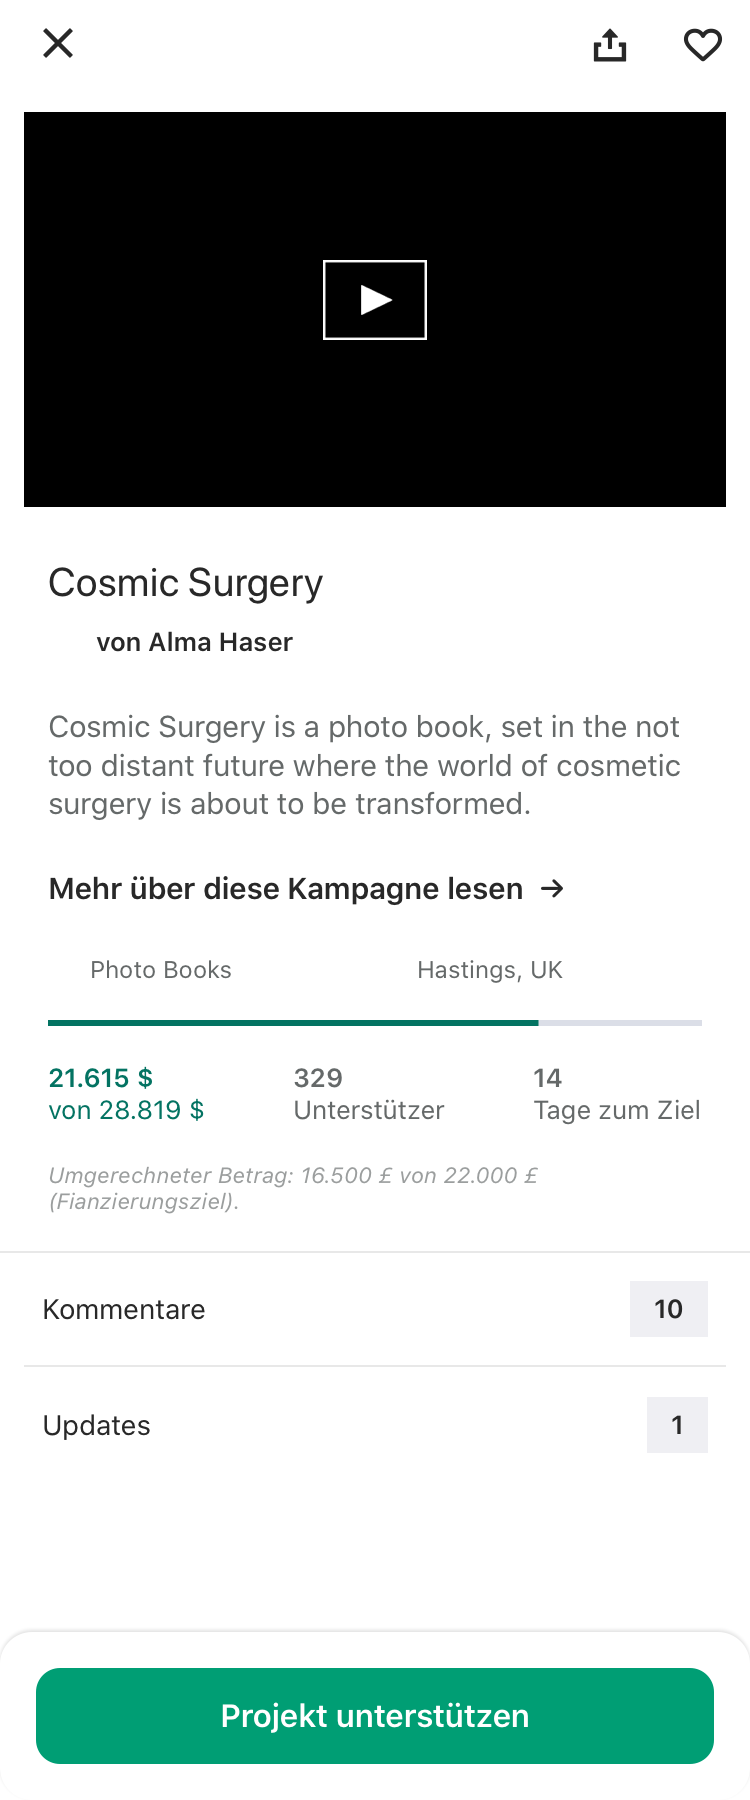 Cosmic Surgery
von Alma Haser
Cosmic Surgery is a photo book, set in the not
too distant future where the world of cosmetic
surgery is about to be transformed.
Mehr über diese Kampagne lesen →
Photo Books Hastings, UK
21.615 $ 329 14
von 28.819 $ Unterstützer Tage zum Ziel
Umgerechneter Betrag: 16.500 £ von 22.000 £
(Fianzierungsziel).
Kommentare 10
Updates 1
Projekt unterstützen